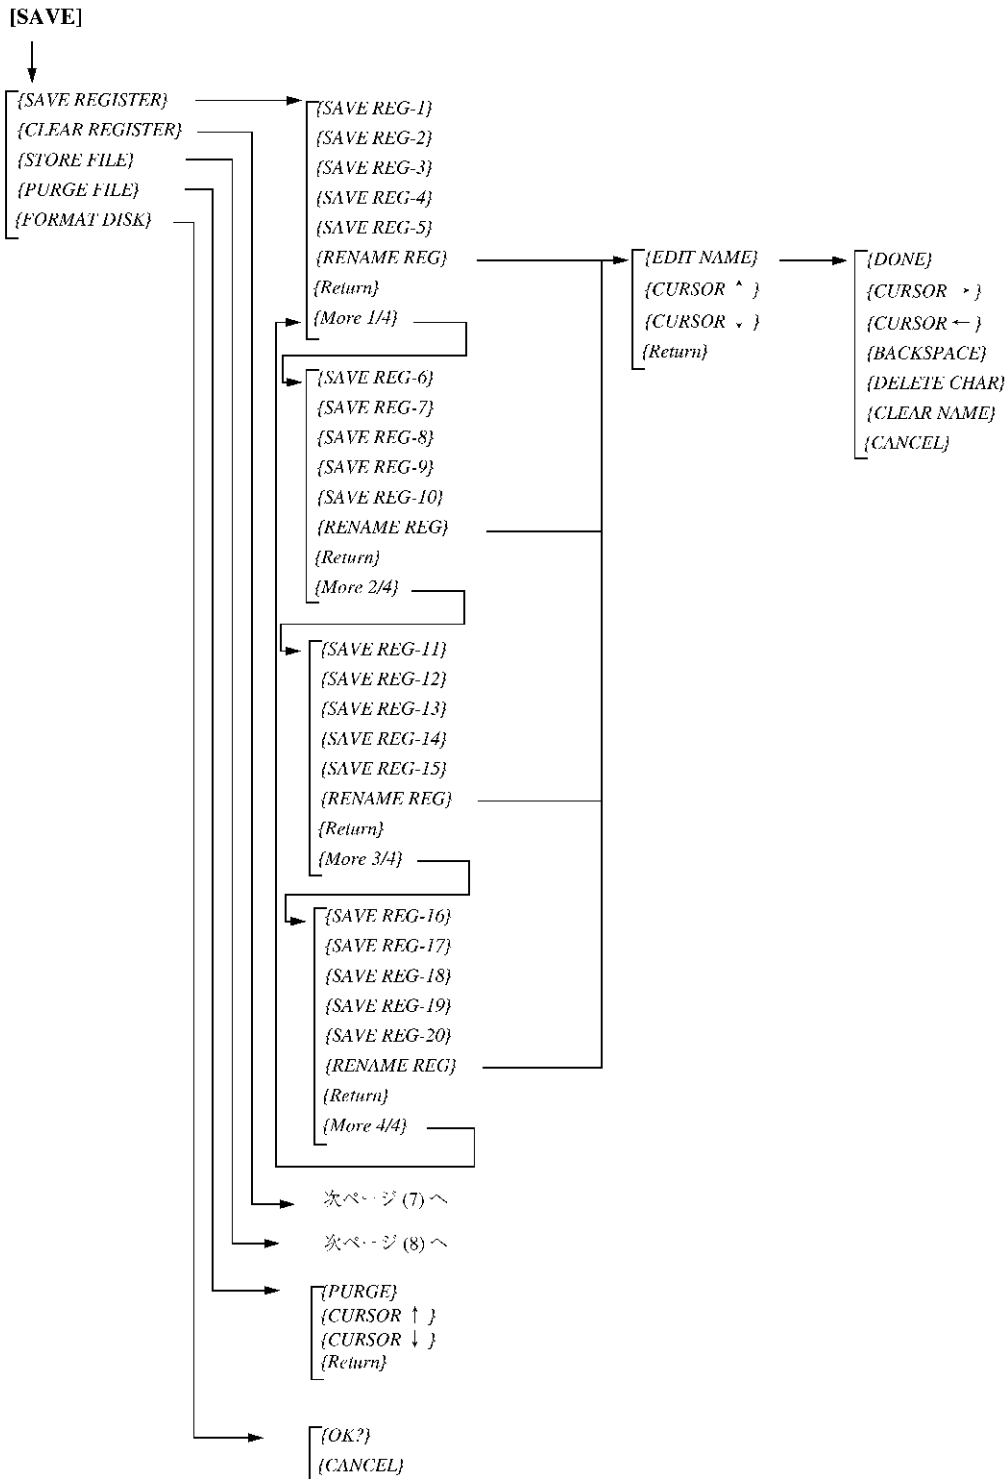 [SAVE]
{SAVE REGISTER}
{CLEAR REGISTER}
{STORE FILE}
{PURGE FILE}
{FORMAT DISK}
{SAVE REG-1}
{SAVE REG-2}
{SAVE REG-3}
{SAVE REG-4}
{SAVE REG-5}
{RENAME REG}
{Return}
{More 1/4}
{SAVE REG-6}
{SAVE REG-7}
{SAVE REG-8}
{SAVE REG-9}
{SAVE REG-10}
{RENAME REG}
{Return}
{More 2/4}
{SAVE REG-11}
{SAVE REG-12}
{SAVE REG-13}
{SAVE REG-14}
{SAVE REG-15}
{RENAME REG}
{Return}
{More 3/4}
{SAVE REG-16}
{SAVE REG-17}
{SAVE REG-18}
{SAVE REG-19}
{SAVE REG-20}
{RENAME REG}
{Return}
{More 4/4}
{EDIT NAME}
{CURSOR ↑ }
{CURSOR ↓ }
{Return}
{DONE}
{CURSOR → }
{CURSOR ← }
{BACKSPACE}
{DELETE CHAR}
{CLEAR NAME}
{CANCEL}
次ページ (7) へ
次ページ (8) へ
{PURGE}
{CURSOR ↑ }
{CURSOR ↓ }
{Return}
{OK?}
{CANCEL}